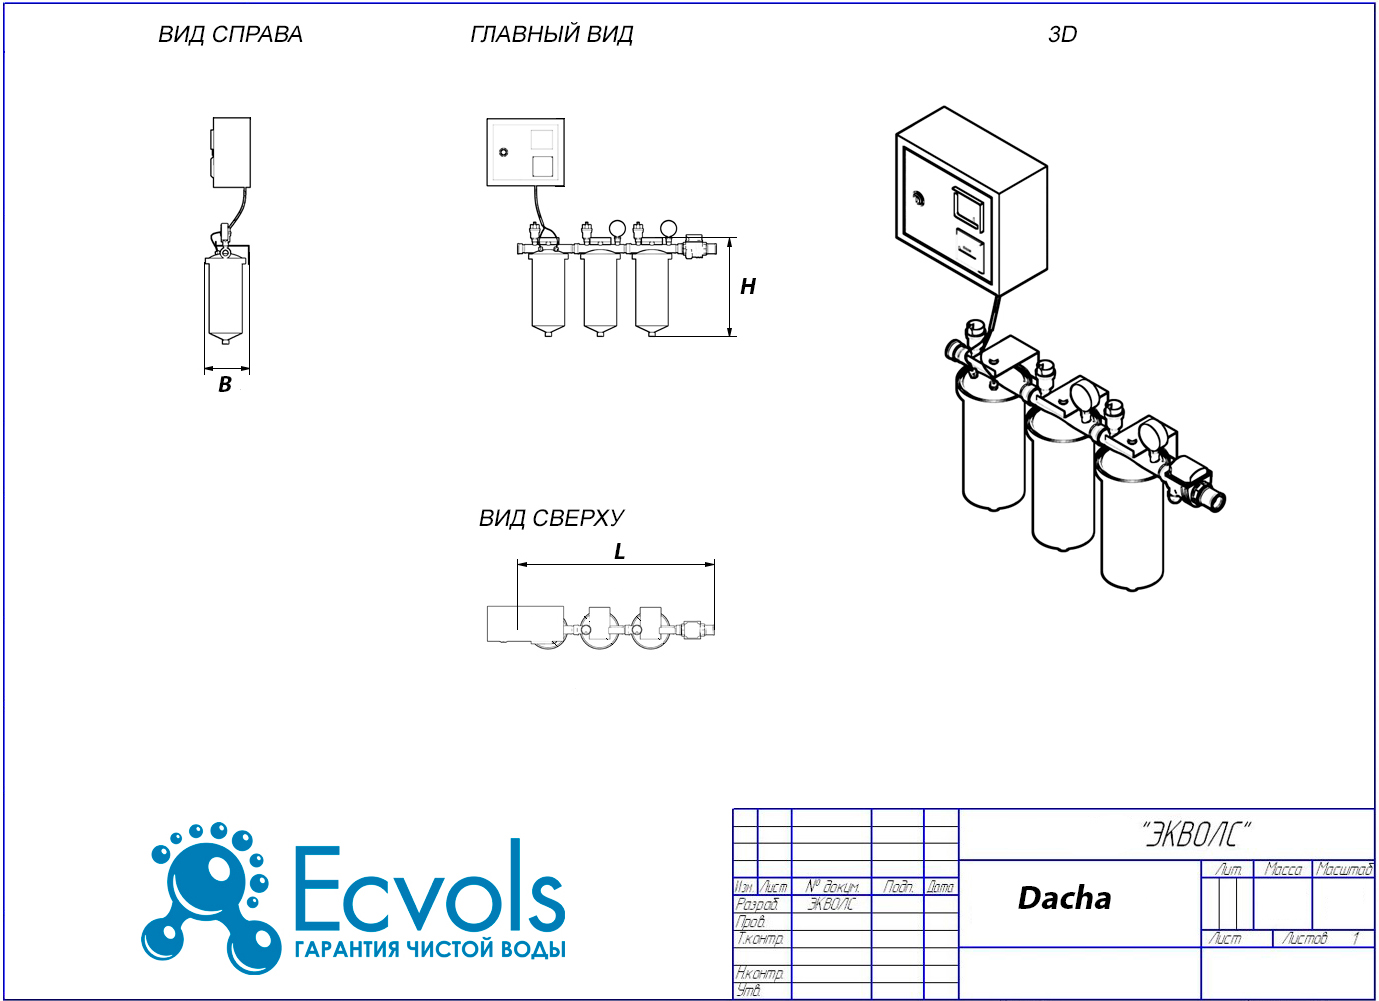 ВИД СПРАВА
ГЛАВНЫЙ ВИД
3D
H
B
ВИД СВЕРХУ
L
Ecvols
ГАРАНТИЯ ЧИСТОЙ ВОДЫ
"ЭКВОЛС"
Лит. Масса Масштаб
Изм. Лист № докум. Подп. Дата
Dacha
Разраб. ЭКВОЛС
Пров.
Т.контр.
Лист Листов 1
Н.контр.
Утв.